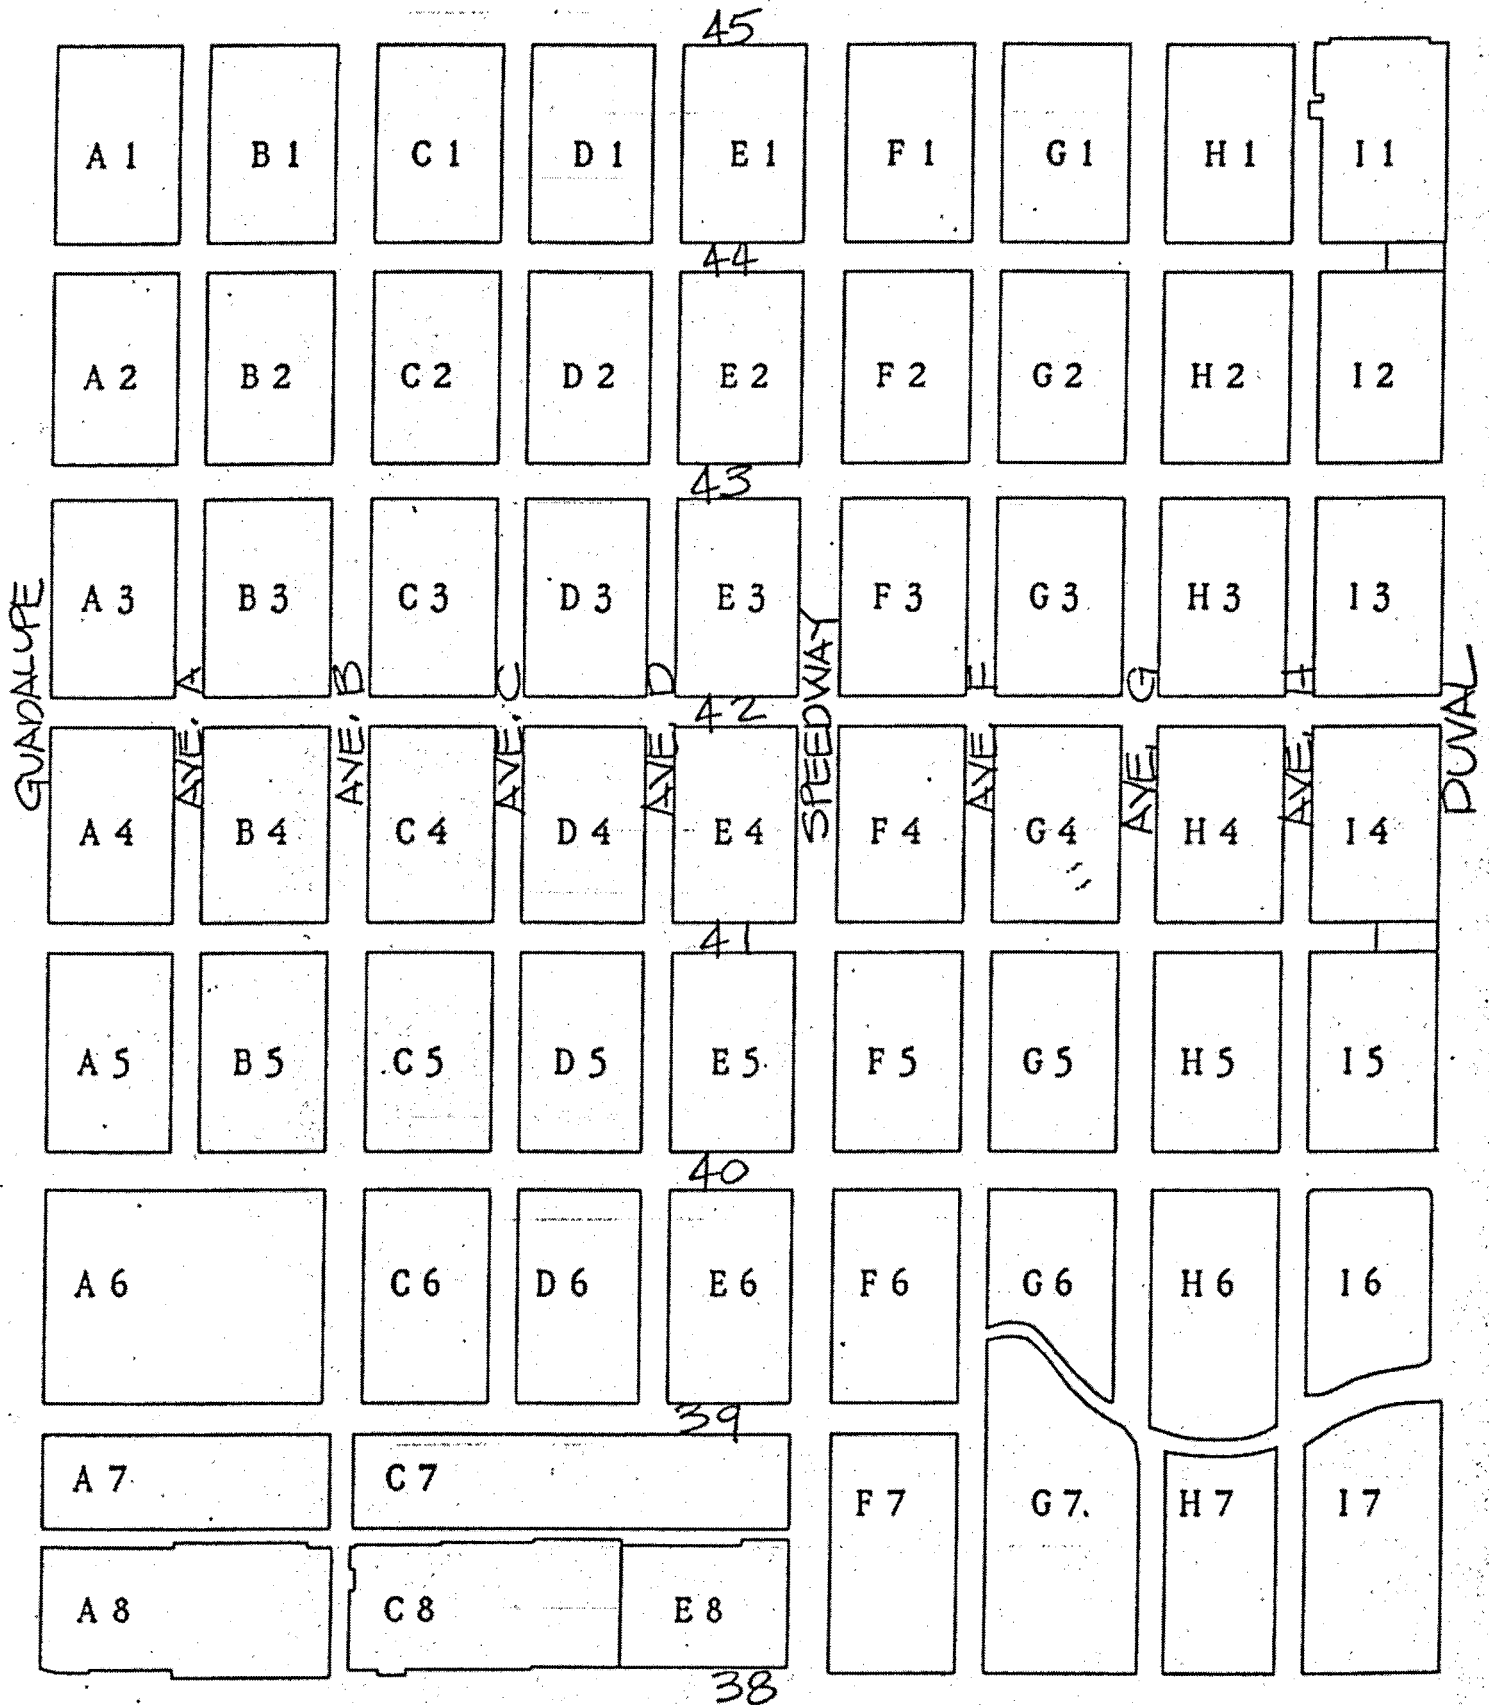 45
A 1 B 1 C 1 D 1 E 1 F 1 G 1 H 1 I 1
44
A 2 B 2 C 2 D 2 E 2 F 2 G 2 H 2 I 2
43
A 3 B 3 C 3 D 3 E 3 F 3 G 3 H 3 I 3
GUADALUPE
AVE. A
AVE. B
AVE. C
AVE. D
42
SPEEDWAY
AVE. F
AVE. G
AVE. H
DUVAL
A 4 B 4 C 4 D 4 E 4 F 4 G 4 H 4 I 4
41
A 5 B 5 C 5 D 5 E 5 F 5 G 5 H 5 I 5
40
A 6 C 6 D 6 E 6 F 6 G 6 H 6 I 6
39
A 7 C 7 F 7 G 7. H 7 I 7
A 8 C 8 E 8
38